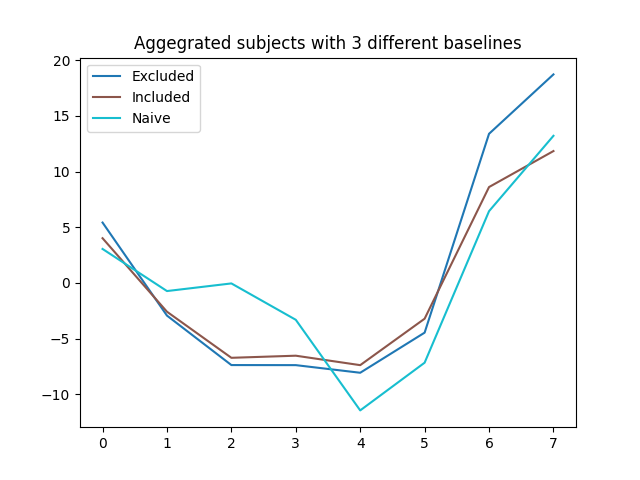 Aggegrated subjects with 3 different baselines
20
15
10
5
0
−5
−10
Excluded
Included
Naive
0 1 2 3 4 5 6 7